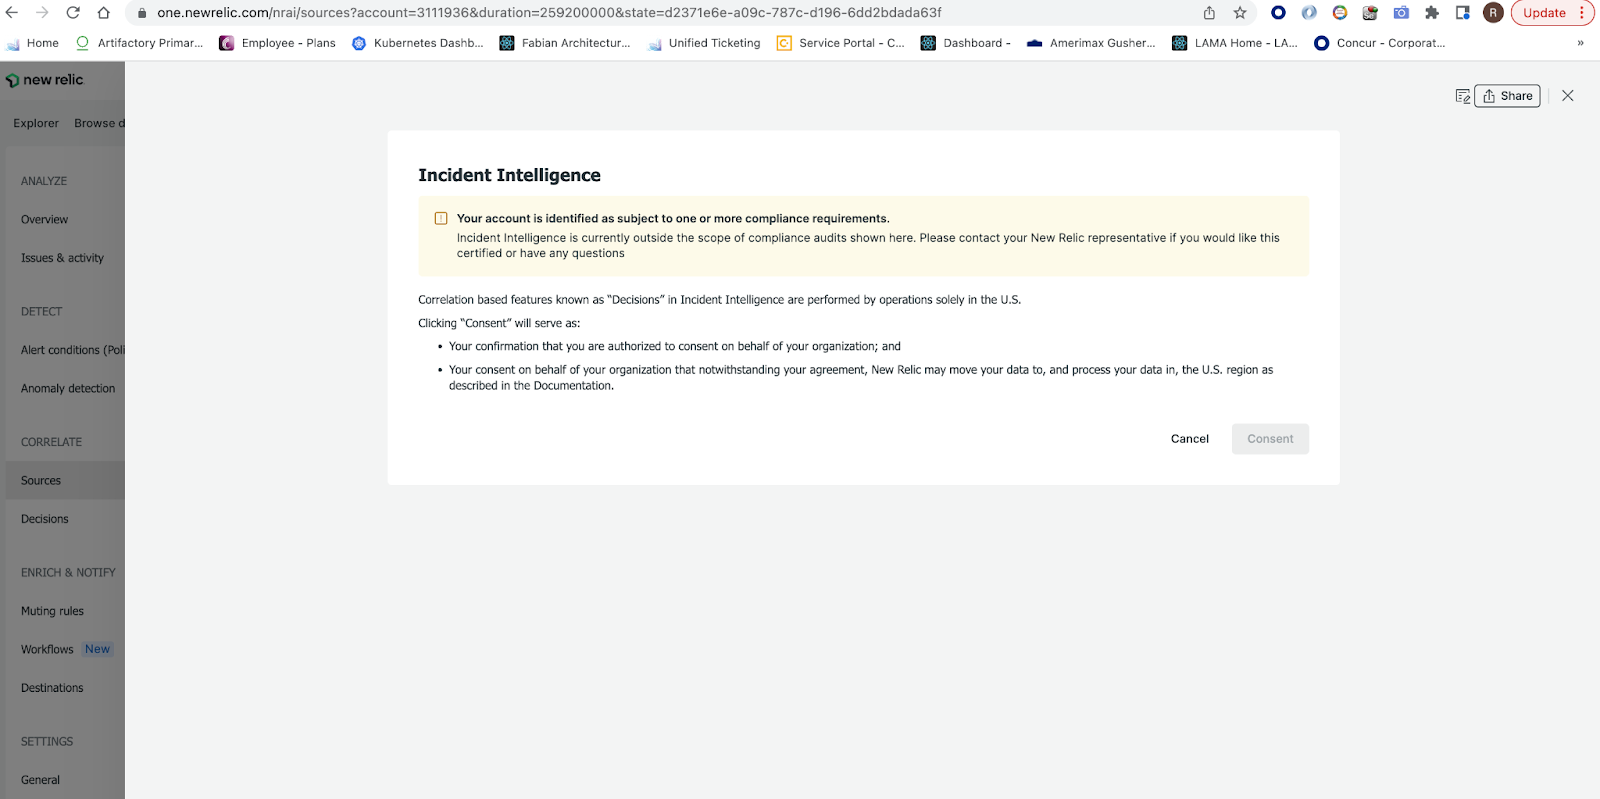 one.newrelic.com/nrai/sources?account=3111936&duration=259200000&state=d2371e6e-a09c-787c-d196-6dd2bdada63f
R
Update
Home
Artifactory Primar...
Employee - Plans
Kubernetes Dashb...
Fabian Architectur...
Unified Ticketing
Service Portal - C...
Dashboard -
Amerimax Gusher...
LAMA Home - LA...
Concur - Corporat...
»
new relic
Share
Explorer
Browse d
ANALYZE
Overview
Issues & activity
DETECT
Alert conditions (Poli
Anomaly detection
CORRELATE
Sources
Decisions
ENRICH & NOTIFY
Muting rules
Workflows New
Destinations
SETTINGS
General
Incident Intelligence
Your account is identified as subject to one or more compliance requirements.
Incident Intelligence is currently outside the scope of compliance audits shown here. Please contact your New Relic representative if you would like this
certified or have any questions
Correlation based features known as “Decisions” in Incident Intelligence are performed by operations solely in the U.S.
Clicking “Consent” will serve as:
• Your confirmation that you are authorized to consent on behalf of your organization; and
• Your consent on behalf of your organization that notwithstanding your agreement, New Relic may move your data to, and process your data in, the U.S. region as
described in the Documentation.
Cancel
Consent